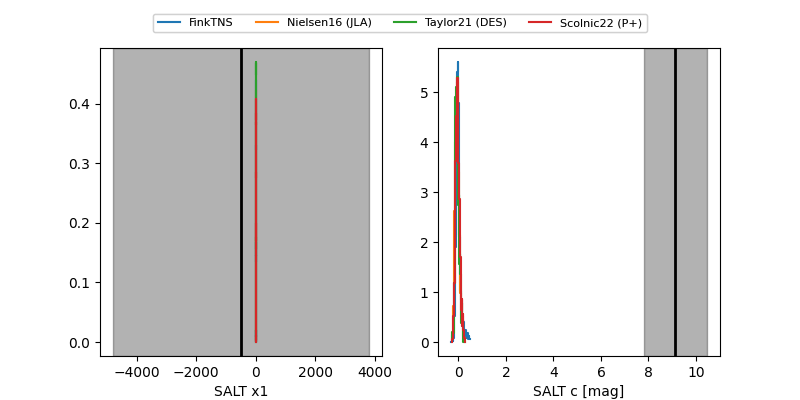 FinkTNS Nielsen16 (JLA) Taylor21 (DES) Scolnic22 (P+)
0.4
0.3
0.2
0.1
0.0
−4000 −2000 0 2000 4000
SALT x1
5
4
3
2
1
0
0 2 4 6 8 10
SALT c [mag]